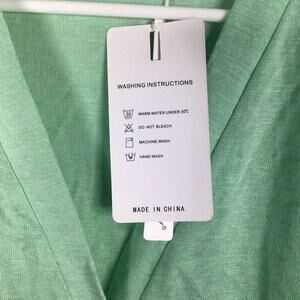 WASHING INSTRUCTIONS
WARM WATER UNDER 30℃
DO NOT BLEACH
MACHINE WASH
HAND WASH
MADE IN CHINA